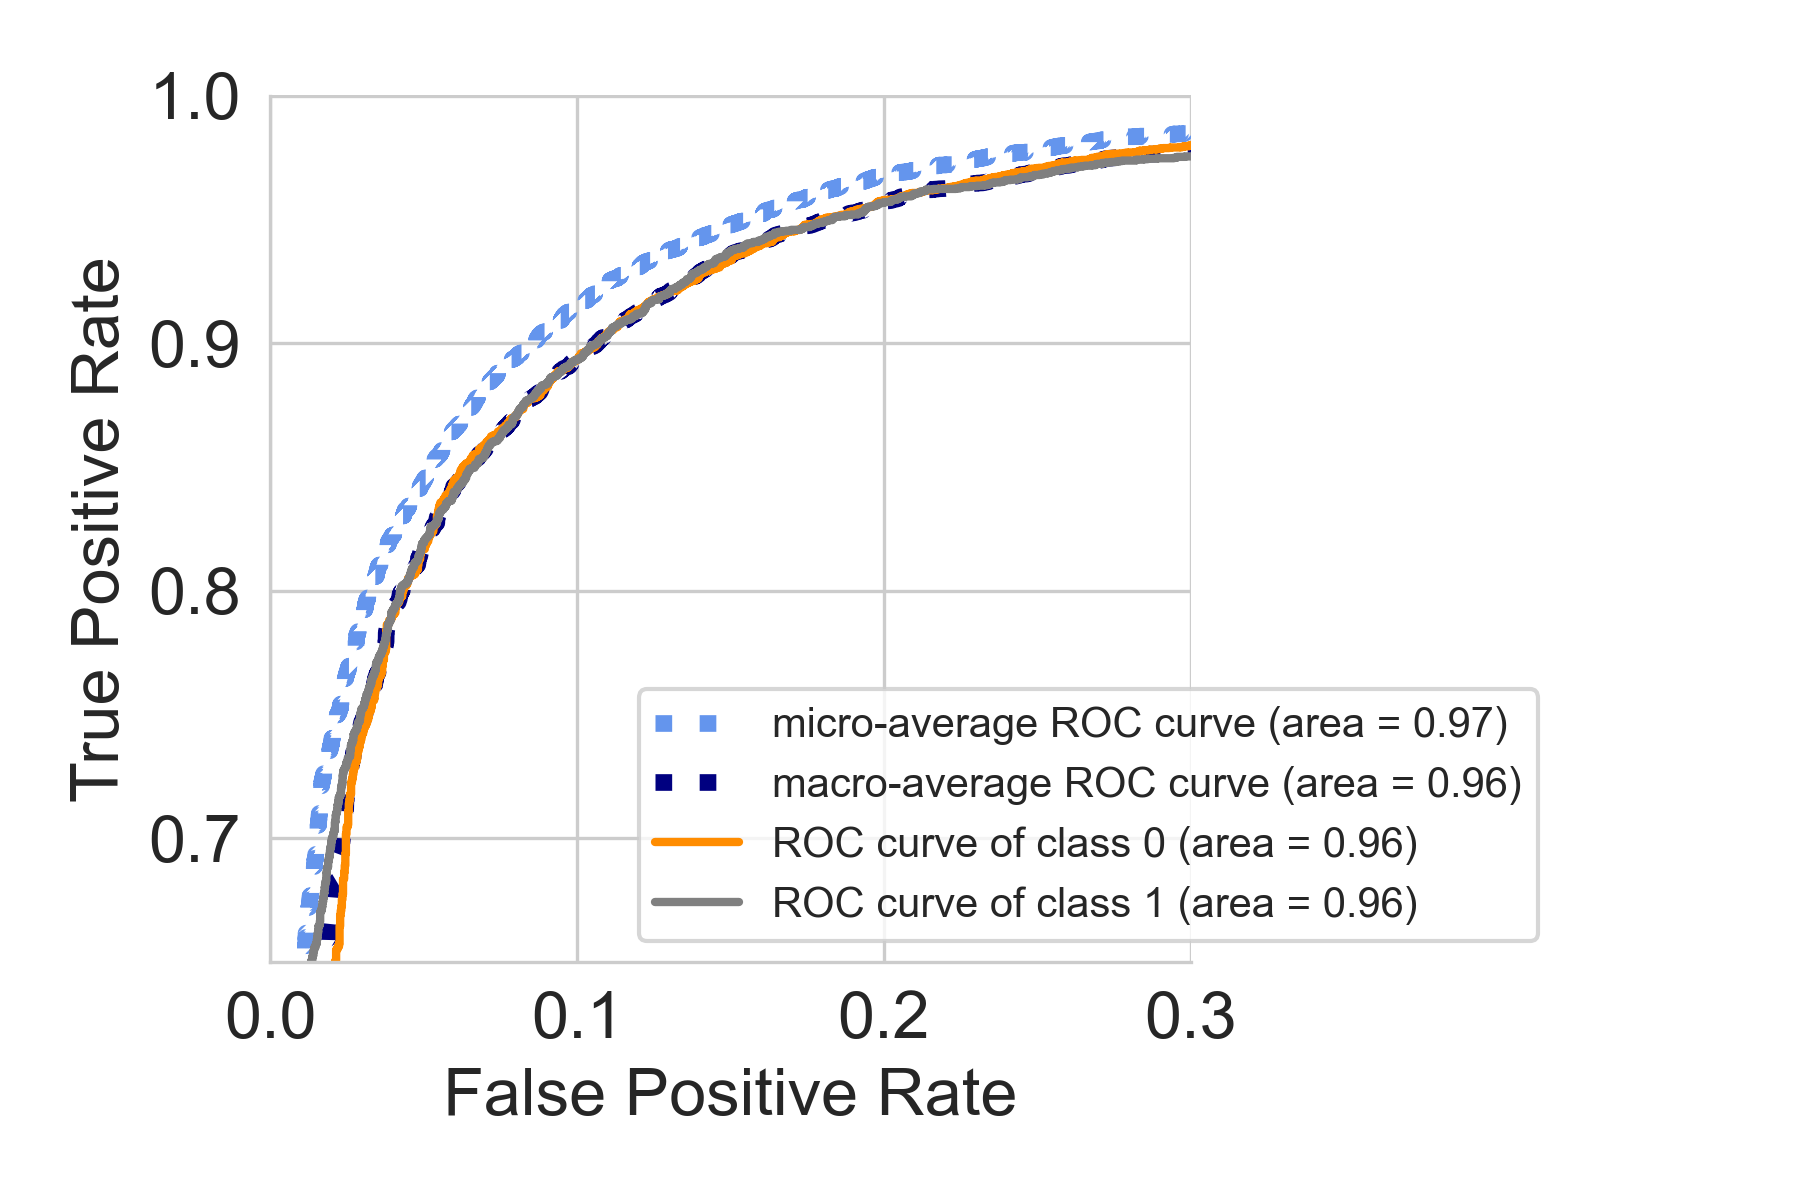 1.0
0.9
0.8
0.7
True Positive Rate
0.0 0.1 0.2 0.3
False Positive Rate
micro-average ROC curve (area = 0.97)
macro-average ROC curve (area = 0.96)
ROC curve of class 0 (area = 0.96)
ROC curve of class 1 (area = 0.96)